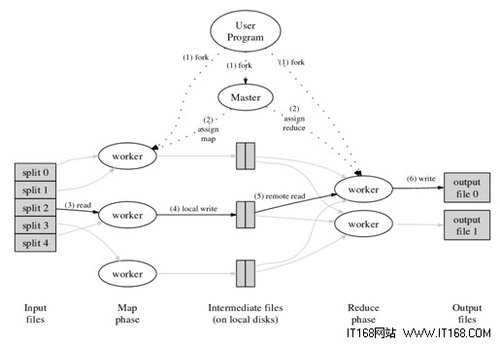 User
Program
(1) fork
(1) fork
(1) fork
Master
(2)
assign
map
(2)
assign
reduce
worker
split 0
split 1
split 2
split 3
split 4
(3) read
worker
(4) local write
(5) remote read
worker
(6) write
output
file 0
worker
output
file 1
worker
Input
files
Map
phase
Intermediate files
(on local disks)
Reduce
phase
Output
files
IT168网站 WWW.IT168.COM